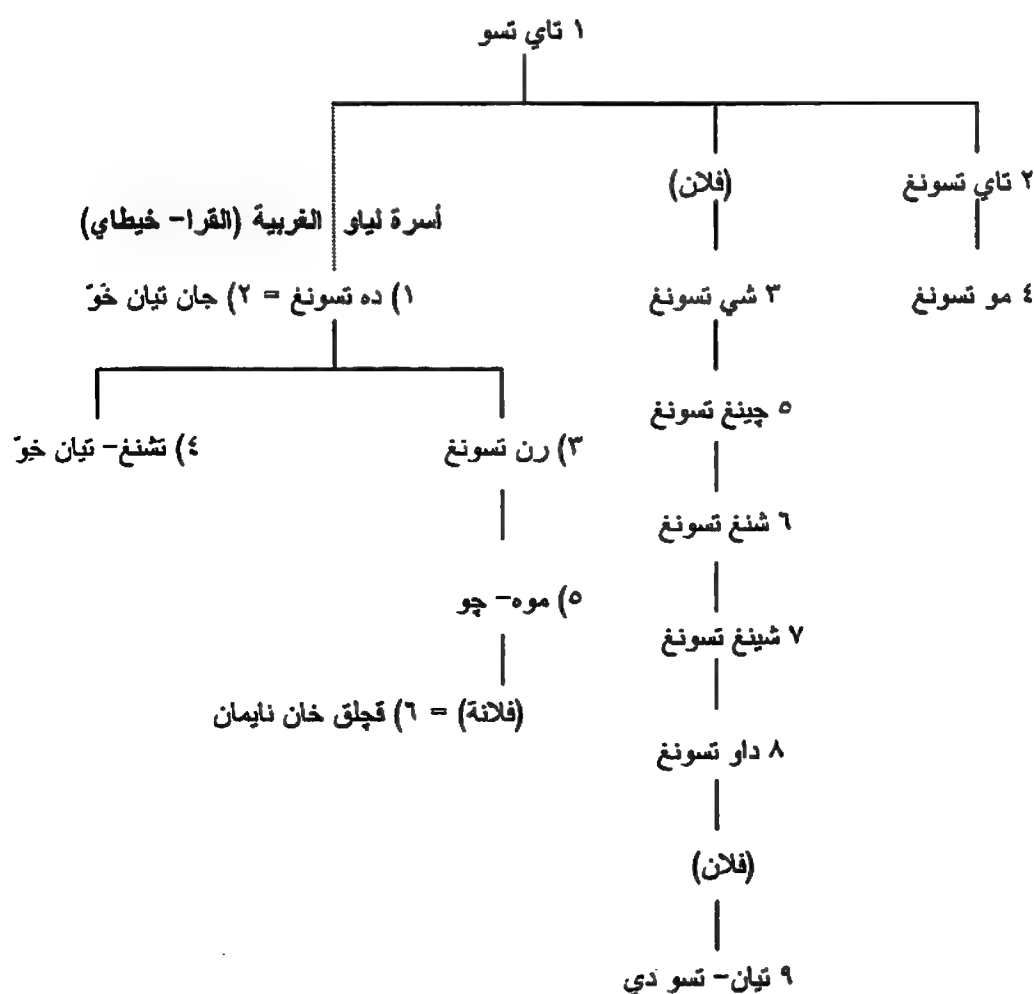 ١ تاي تسو
٢ تاي تسونغ
(فلان)
أسرة لياو الغربية (القرا- خيطاي)
٤ مو تسونغ
٣ شي تسونغ
١) ده تسونغ = ٢) جان تيان خوّ
٥ چينغ تسونغ
٣) رن تسونغ
٤) تشنغ- تيان خوّ
٦ شنغ تسونغ
٥) موه- چو
٧ شينغ تسونغ
(فلانة) = ٦) قچلق خان نايمان
٨ داو تسونغ
(فلان)
٩ تيان- تسو دي